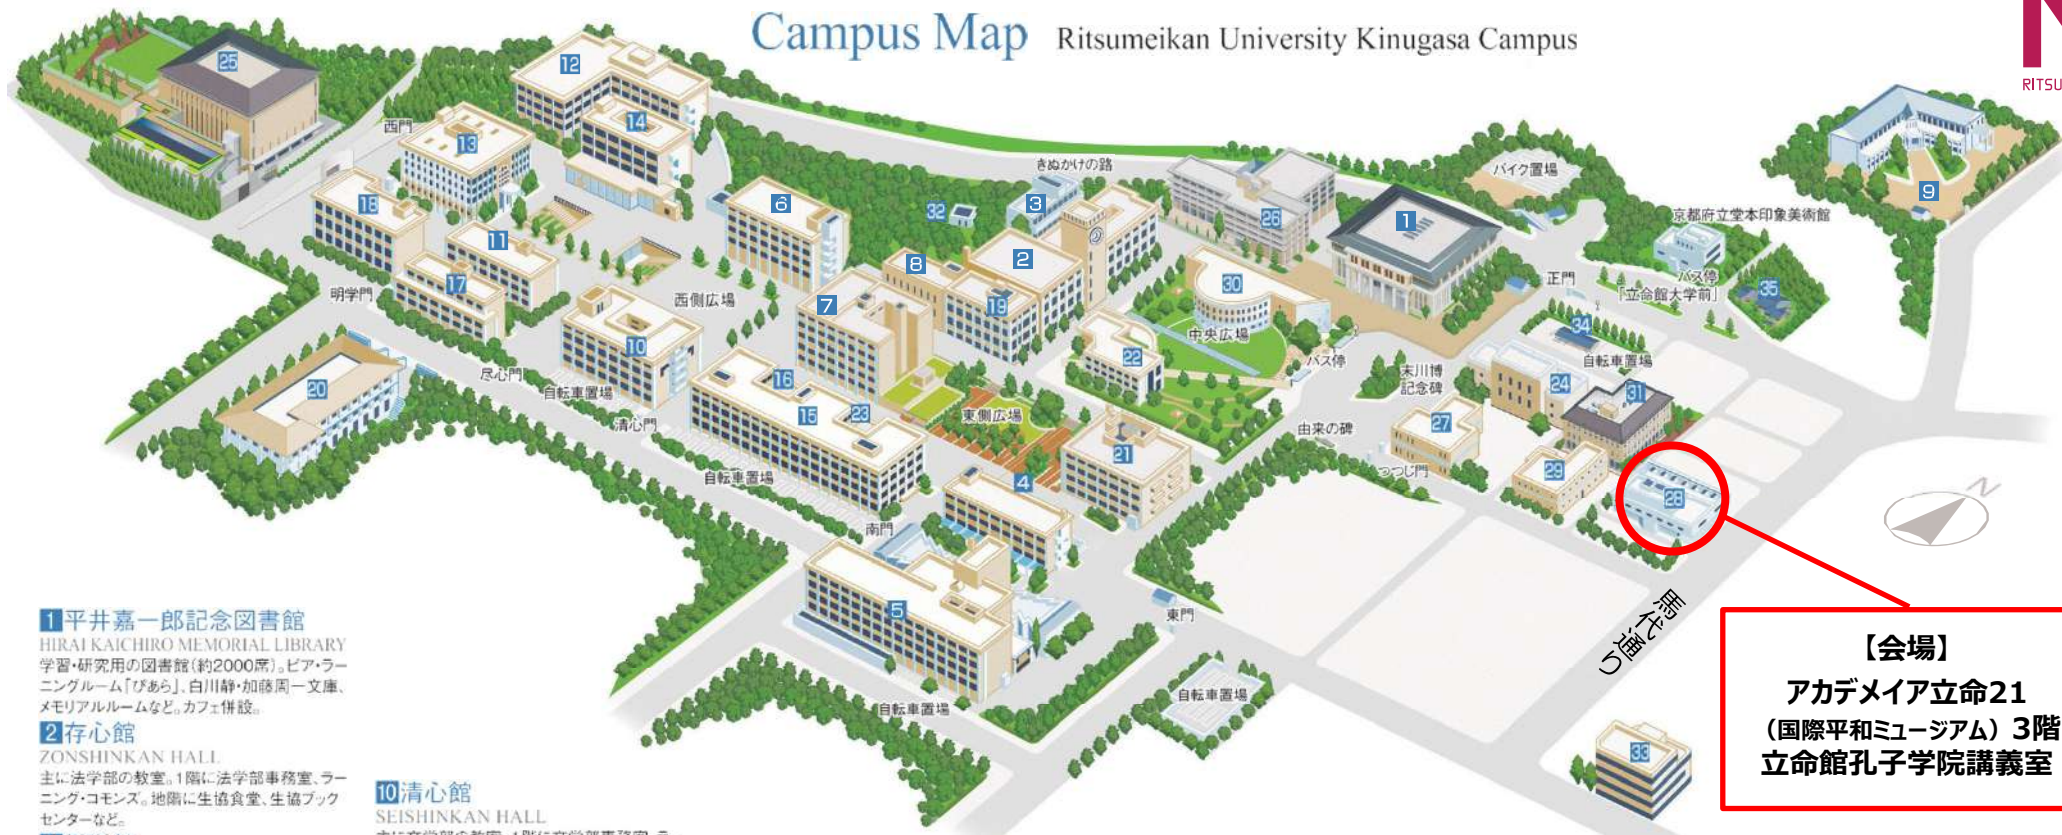 Campus Map Ritsumeikan University Kinugasa Campus
RITSU
25
12
西門
14
13
きぬかけの路
バイク置場
9
18
6
32
3
26
1
京都府立堂本印象美術館
11
8
2
30
正門
バス停
「立命館大学前」
35
明学門
17
西側広場
7
19
中央広場
34
自転車置場
10
22
バス停
末川博
記念碑
24
31
20
尽心門
自転車置場
16
15
23
東側広場
清心門
由来の碑
27
21
つつじ門
29
28
自転車置場
4
南門
N
5
東門
馬代通り
自転車置場
自転車置場
33
【会場】
アカデメイア立命21
(国際平和ミュージアム) 3階
立命館孔子学院講義室
1平井嘉一郎記念図書館
HIRAI KAICHIRO MEMORIAL LIBRARY
学習・研究用の図書館(約2000席)。ピア・ラー
ニングルーム「ぴあら」、白川静・加藤周一文庫、
メモリアルルームなど。カフェ併設。
2存心館
ZONSHINKAN HALL
主に法学部の教室。1階に法学部事務室、ラー
ニング・コモンズ。地階に生協食堂、生協ブック
センターなど。
10清心館
SEISHINKAN HALL